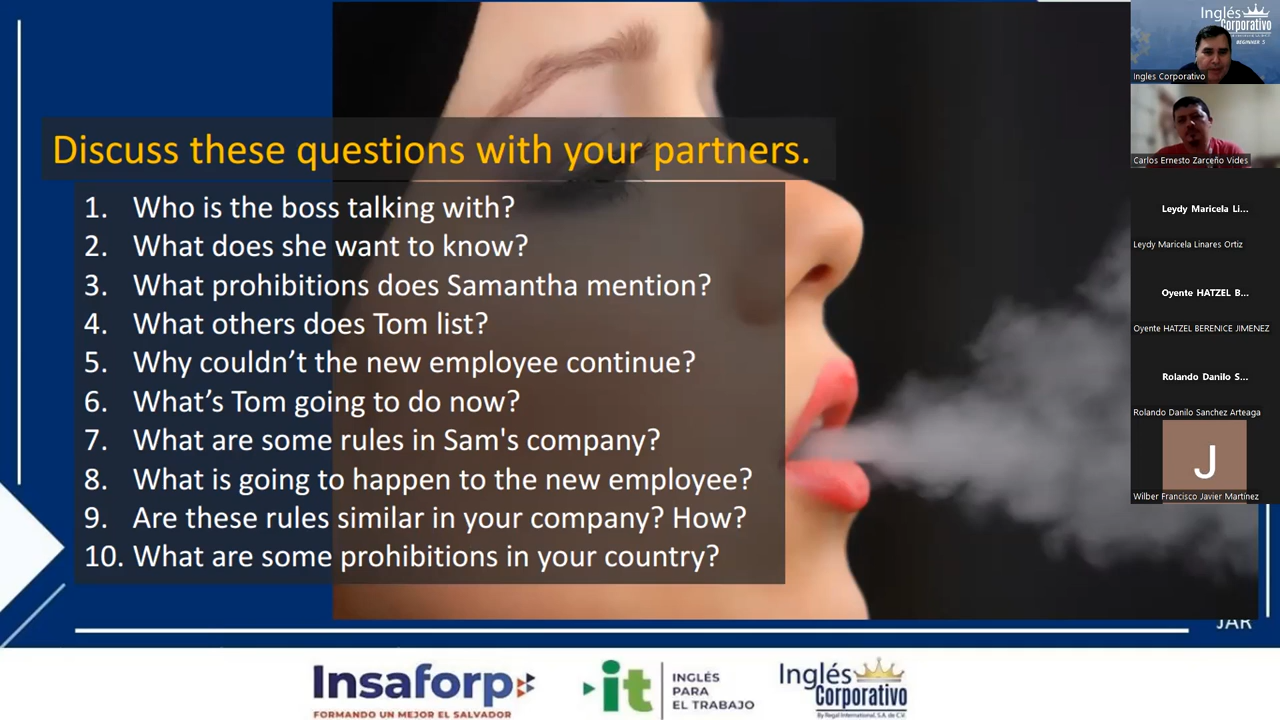 Discuss these questions with your partners.
1. Who is the boss talking with?
2. What does she want to know?
3. What prohibitions does Samantha mention?
4. What others does Tom list?
5. Why couldn't the new employee continue?
6. What's Tom going to do now?
7. What are some rules in Sam's company?
8. What is going to happen to the new employee?
9. Are these rules similar in your company? How?
10. What are some prohibitions in your country?
JAR
Insaforp
FORMANDO UN MEJOR EL SALVADOR
it
INGLÉS
PARA
EL TRABAJO
Inglés
Corporativo
By Regal International, S.A. de C.V.
Inglés
Corporativo
BEGINNER 5
Ingles Corporativo
Carlos Ernesto Zarceño Vides
Leydy Maricela Li...
Leydy Maricela Linares Ortiz
Oyente HATZEL B...
Oyente HATZEL BERENICE JIMENEZ
Rolando Danilo S...
Rolando Danilo Sanchez Arteaga
J
Wilber Francisco Javier Martínez